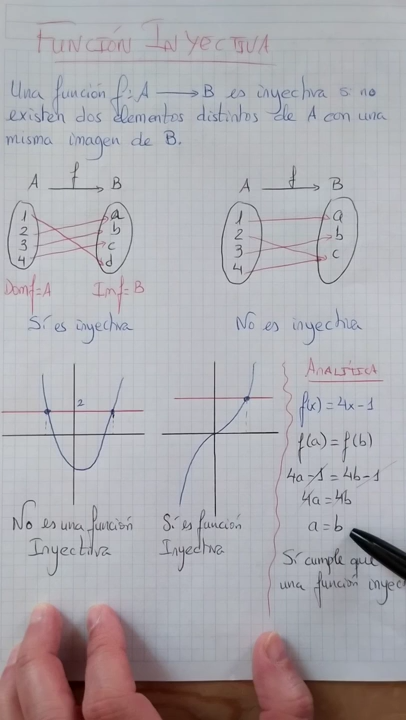 FUNCIÓN INYECTIVA
Una función f: A → B es inyectiva si no
existen dos elementos distintos de A con una
misma imagen de B.
A f B
1 a
2 b
3 c
4 d
Domf=A Imf=B
Sí es inyectiva
A f B
1 a
2 b
3 c
4
No es inyectiva
2
No es una función
Inyectiva
Sí es función
Inyectiva
ANALÍTICA
f(x)=4x-1
f(a)=f(b)
4a-1=4b-1
4a=4b
a=b
Sí cumple que
una función inyec